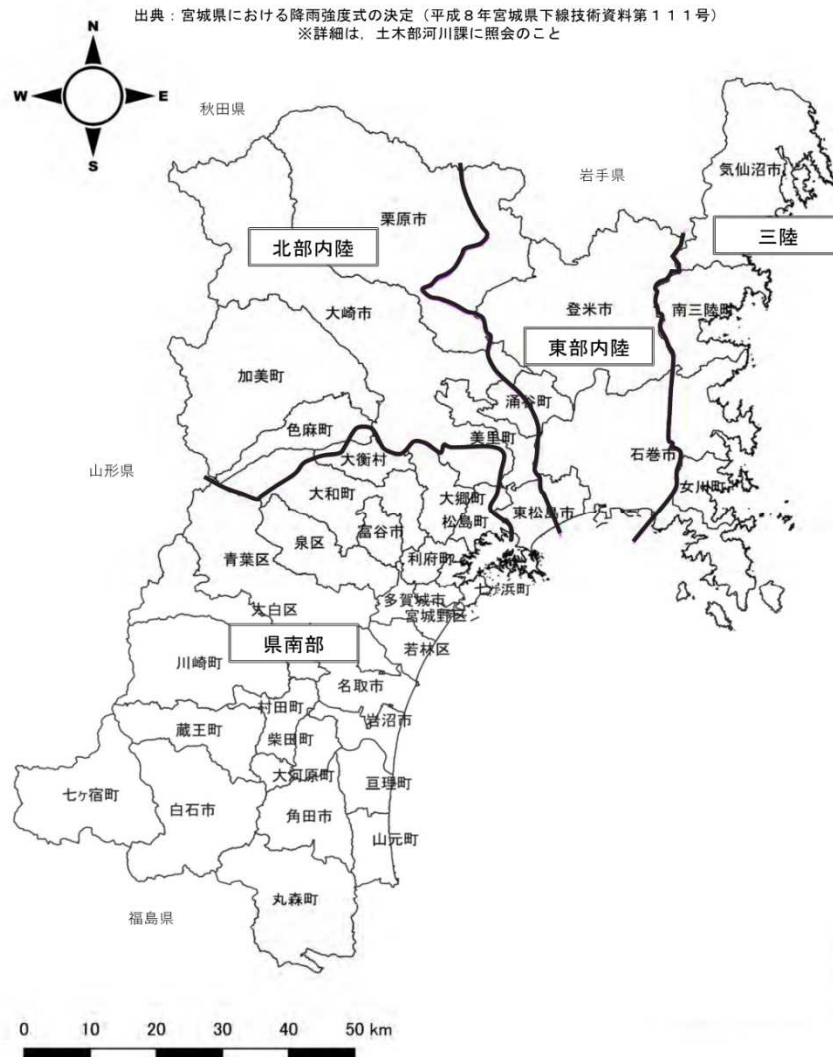 出典：宮城県における降雨強度式の決定（平成８年宮城県下線技術資料第１１１号）
※詳細は，土木部河川課に照会のこと
N
W
E
S
秋田県
岩手県
気仙沼市
栗原市
三陸
北部内陸
大崎市
登米市
南三陸町
東部内陸
加美町
涌谷町
色麻町
美里町
大衡村
石巻市
山形県
女川町
大和町
大郷町
東松島市
松島町
富谷市
泉区
青葉区
利府町
七ヶ浜町
多賀城市
太白区
宮城野区
県南部
若林区
川崎町
名取市
村田町
岩沼市
蔵王町
柴田町
大河原町
亘理町
七ヶ宿町
白石市
角田市
山元町
丸森町
福島県
0 10 20 30 40 50 km